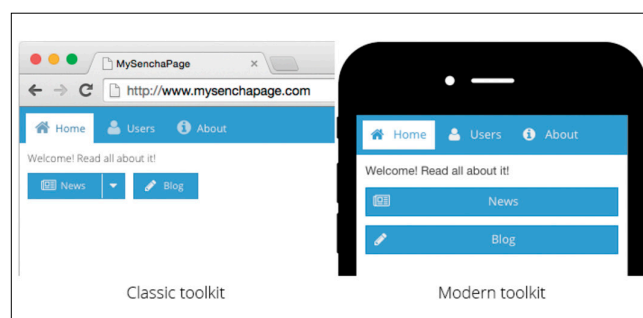 MySenchaPage
http://www.mysenchapage.com
Home Users About
Welcome! Read all about it!
News Blog
Classic toolkit
Home Users About
Welcome! Read all about it!
News
Blog
Modern toolkit